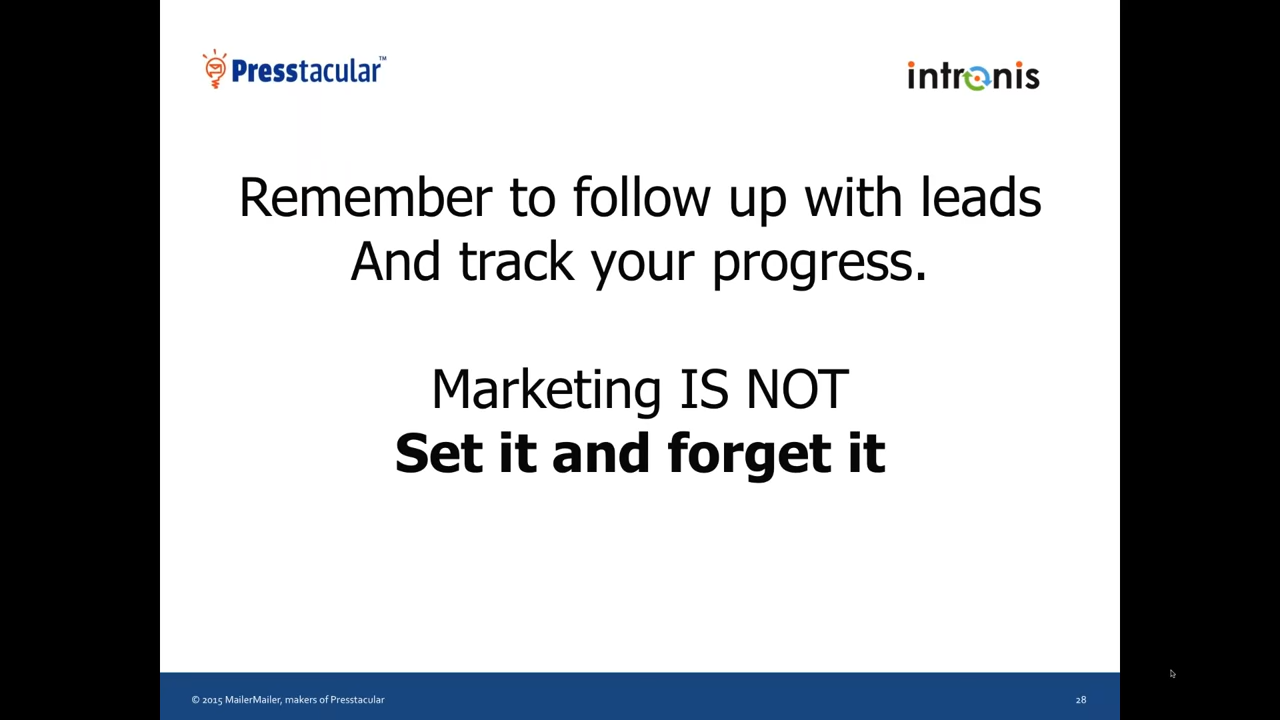 Presstacular™
intronis
Remember to follow up with leads
And track your progress.
Marketing IS NOT
Set it and forget it
© 2015 MailerMailer, makers of Presstacular
28